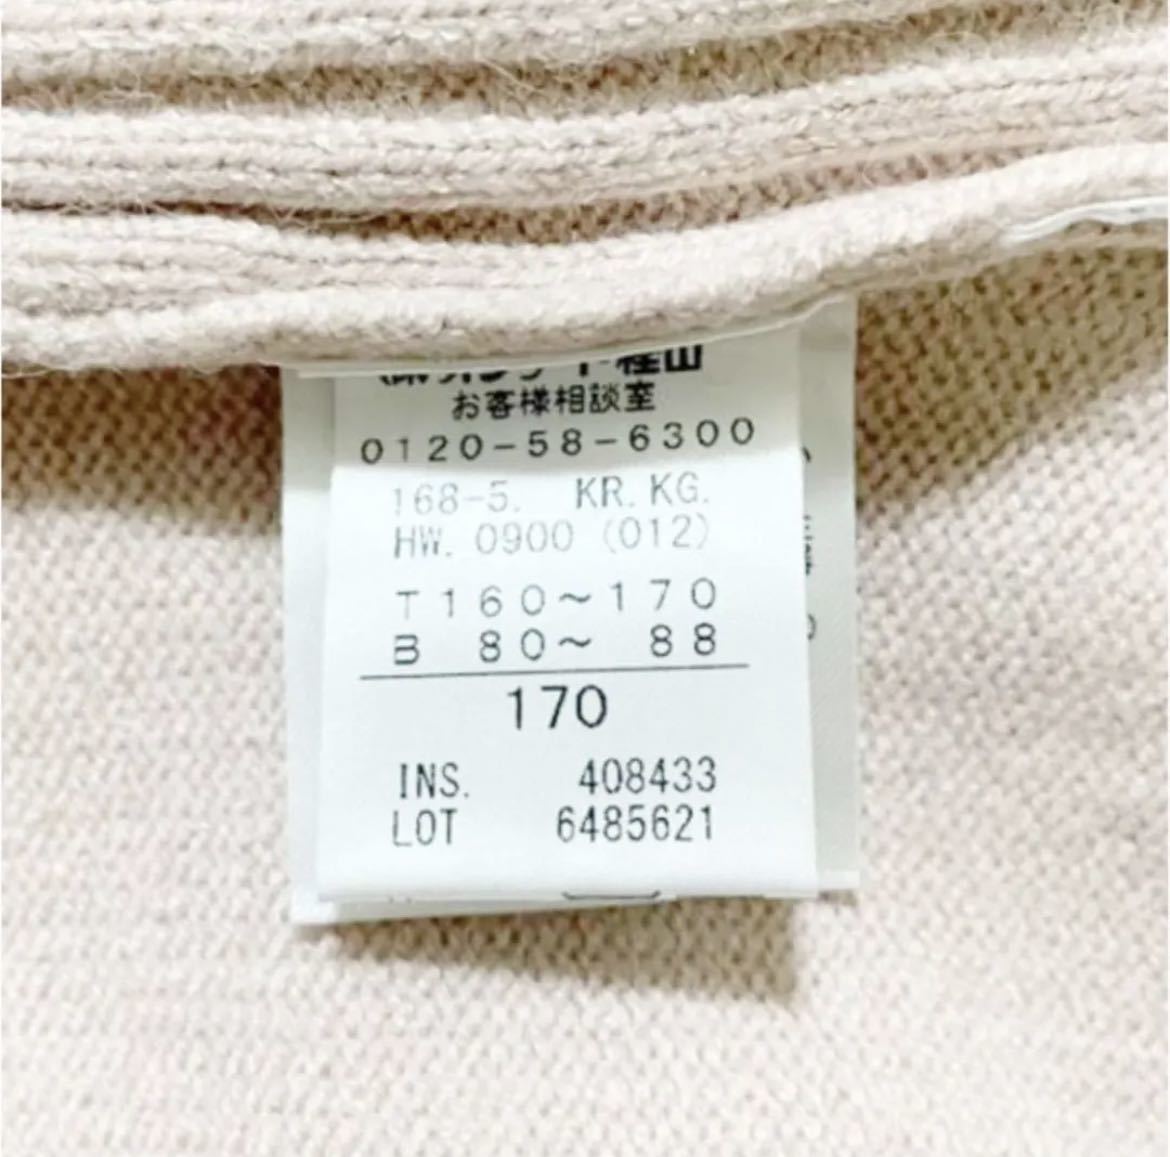 お客様相談室
0120-58-6300
168-5. KR. KG.
HW. 0900 (012)
T160～170
B 80～ 88
170
INS. 408433
LOT 6485621